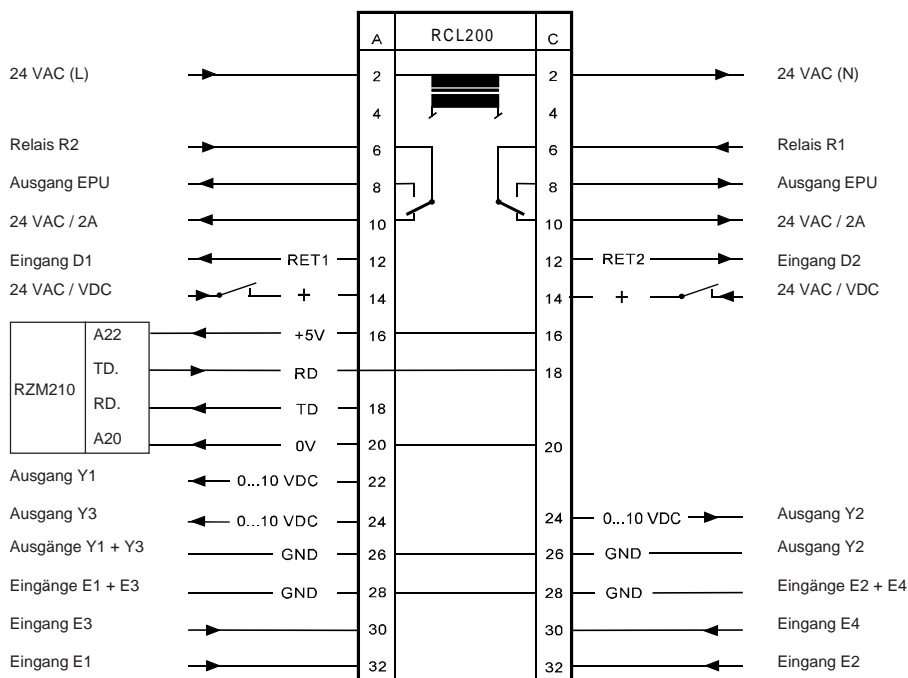 A RCL200 C
24 VAC (L) 2 2 24 VAC (N)
4 4
Relais R2 6 6 Relais R1
Ausgang EPU 8 8 Ausgang EPU
24 VAC / 2A 10 10 24 VAC / 2A
Eingang D1 RET1 12 12 RET2 Eingang D2
24 VAC / VDC + 14 14 + 24 VAC / VDC
A22 +5V 16 16
TD. RD 18
RZM210
RD. TD 18
A20 0V 20 20
Ausgang Y1 0...10 VDC 22
Ausgang Y3 0...10 VDC 24 24 0...10 VDC Ausgang Y2
Ausgänge Y1 + Y3 GND 26 26 GND Ausgang Y2
Eingänge E1 + E3 GND 28 28 GND Eingänge E2 + E4
Eingang E3 30 30 Eingang E4
Eingang E1 32 32 Eingang E2